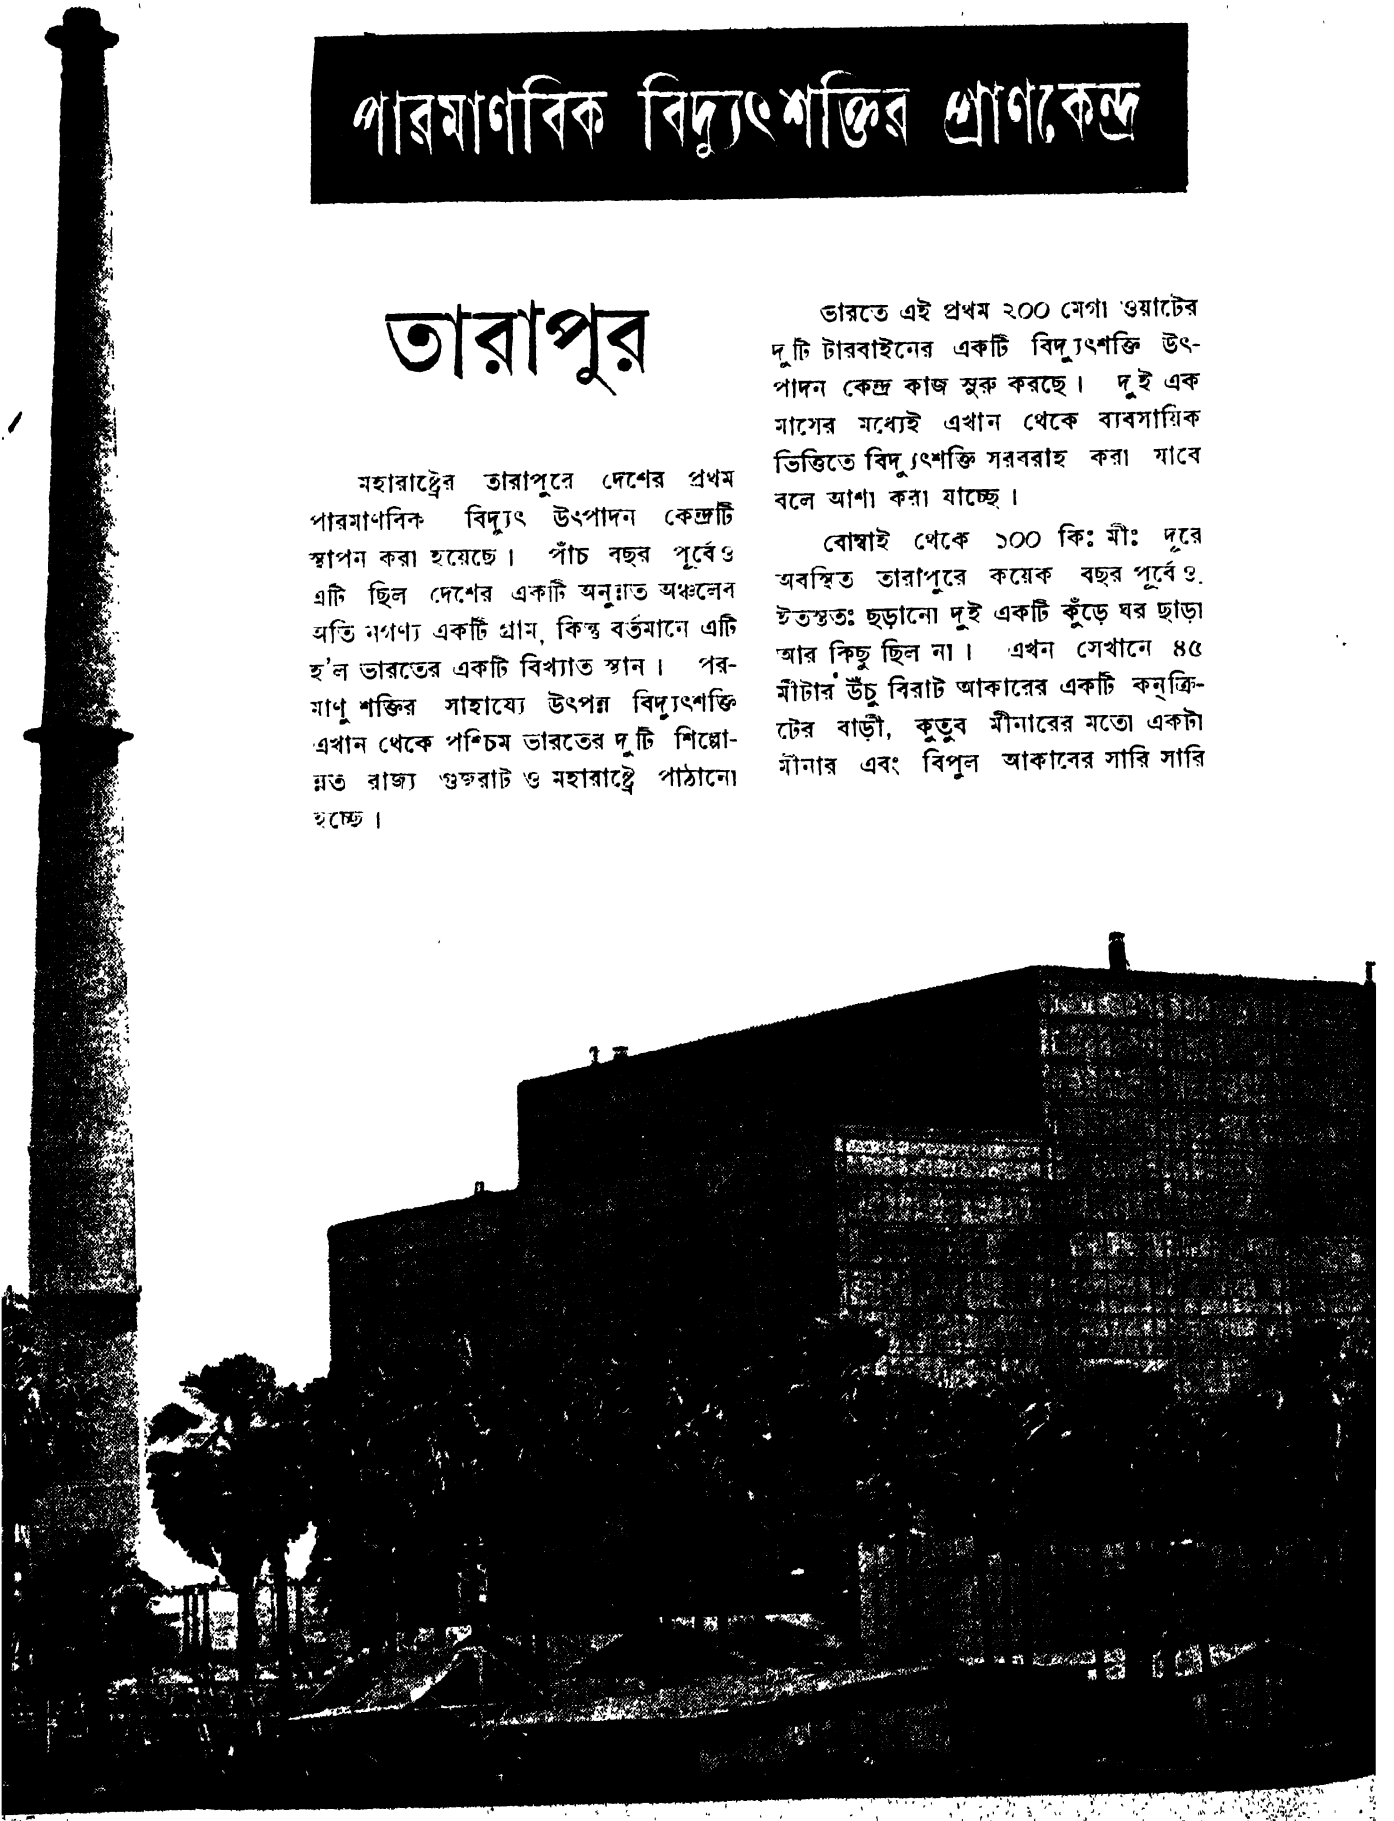 পারমাণবিক বিদ্যুৎশক্তির প্রাণকেন্দ্র
তারাপুর
মহারাষ্ট্রের তারাপুরে দেশের প্রথম
পারমাণবিক বিদ্যুৎ উৎপাদন কেন্দ্রটি
স্থাপন করা হয়েছে। পাঁচ বছর পূর্বেও
এটি ছিল দেশের একটি অনুন্নত অঞ্চলের
অতি নগণ্য একটি গ্রাম, কিন্তু বর্তমানে এটি
হ'ল ভারতের একটি বিখ্যাত স্থান। পর-
মাণু শক্তির সাহায্যে উৎপন্ন বিদ্যুৎশক্তি
এখান থেকে পশ্চিম ভারতের দুটি শিল্পো-
ন্নত রাজ্য গুজরাট ও মহারাষ্ট্রে পাঠানো
হচ্ছে।
ভারতে এই প্রথম ২০০ মেগা ওয়াটের
দুটি টারবাইনের একটি বিদ্যুৎশক্তি উৎ-
পাদন কেন্দ্র কাজ সুরু করছে। দুই এক
মাসের মধ্যেই এখান থেকে ব্যবসায়িক
ভিত্তিতে বিদ্যুৎশক্তি সরবরাহ করা যাবে
বলে আশা করা যাচ্ছে।
বোম্বাই থেকে ১০০ কিঃ মীঃ দূরে
অবস্থিত তারাপুরে কয়েক বছর পূর্বেও
ইতস্ততঃ ছড়ানো দুই একটি কুঁড়ে ঘর ছাড়া
আর কিছু ছিল না। এখন সেখানে ৪৫
মীটার উঁচু বিরাট আকারের একটি কন্‌ক্রি-
টের বাড়ী, কুতুব মীনারের মতো একটা
মীনার এবং বিপুল আকারের সারি সারি